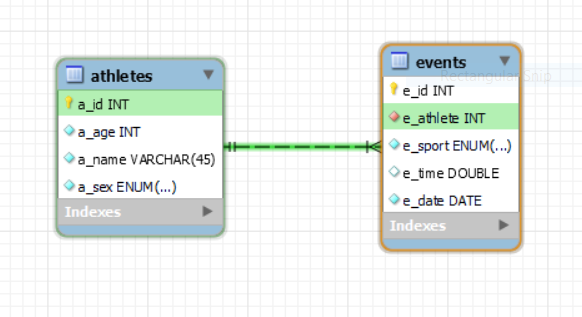 athletes
a_id INT
a_age INT
a_name VARCHAR(45)
a_sex ENUM(...)
Indexes
events
Rectangular Snip
e_id INT
e_athlete INT
e_sport ENUM(...)
e_time DOUBLE
e_date DATE
Indexes